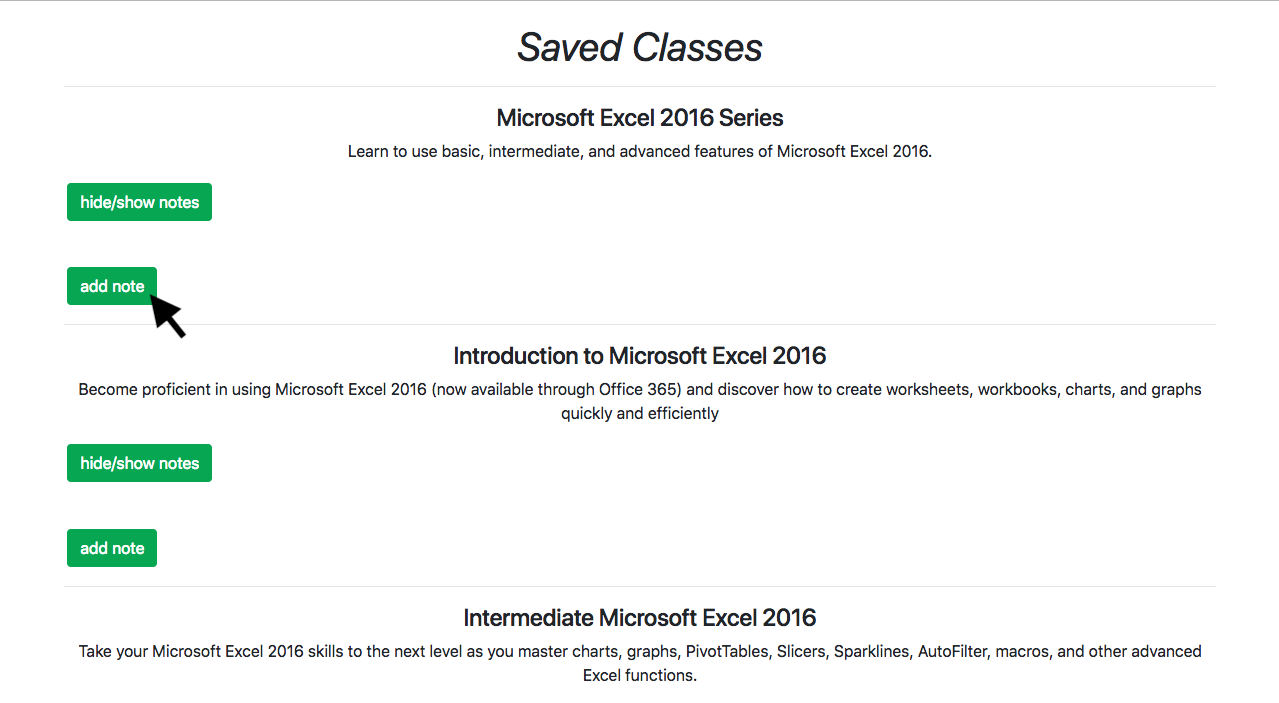 Saved Classes
Microsoft Excel 2016 Series
Learn to use basic, intermediate, and advanced features of Microsoft Excel 2016.
hide/show notes
add note
Introduction to Microsoft Excel 2016
Become proficient in using Microsoft Excel 2016 (now available through Office 365) and discover how to create worksheets, workbooks, charts, and graphs
quickly and efficiently
hide/show notes
add note
Intermediate Microsoft Excel 2016
Take your Microsoft Excel 2016 skills to the next level as you master charts, graphs, PivotTables, Slicers, Sparklines, AutoFilter, macros, and other advanced
Excel functions.